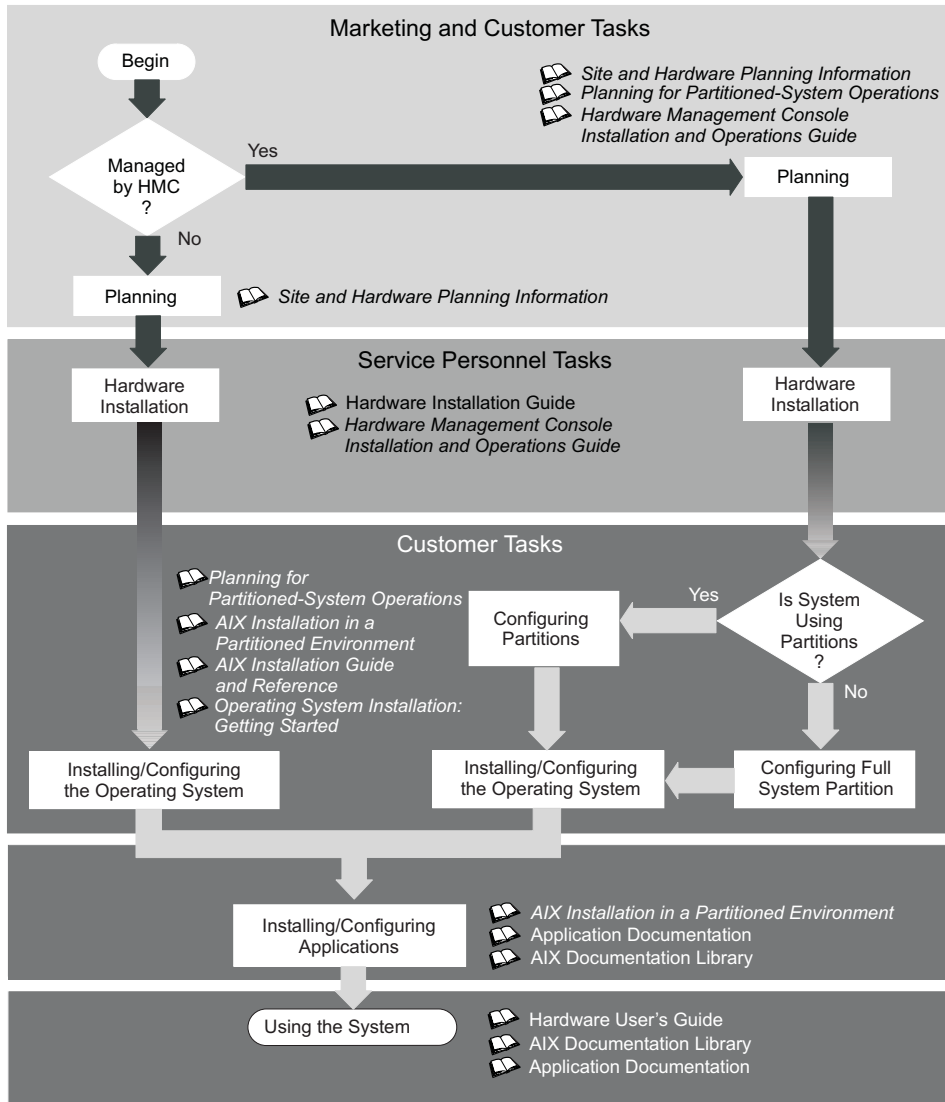 Marketing and Customer Tasks
Begin
Site and Hardware Planning Information
Planning for Partitioned-System Operations
Hardware Management Console
Installation and Operations Guide
Managed
by HMC
?
Yes
Planning
No
Planning
Site and Hardware Planning Information
Service Personnel Tasks
Hardware
Installation
Hardware Installation Guide
Hardware Management Console
Installation and Operations Guide
Hardware
Installation
Customer Tasks
Planning for
Partitioned-System Operations
AIX Installation in a
Partitioned Environment
AIX Installation Guide
and Reference
Operating System Installation:
Getting Started
Configuring
Partitions
Yes
Is System
Using
Partitions
?
No
Installing/Configuring
the Operating System
Installing/Configuring
the Operating System
Configuring Full
System Partition
Installing/Configuring
Applications
AIX Installation in a Partitioned Environment
Application Documentation
AIX Documentation Library
Using the System
Hardware User's Guide
AIX Documentation Library
Application Documentation